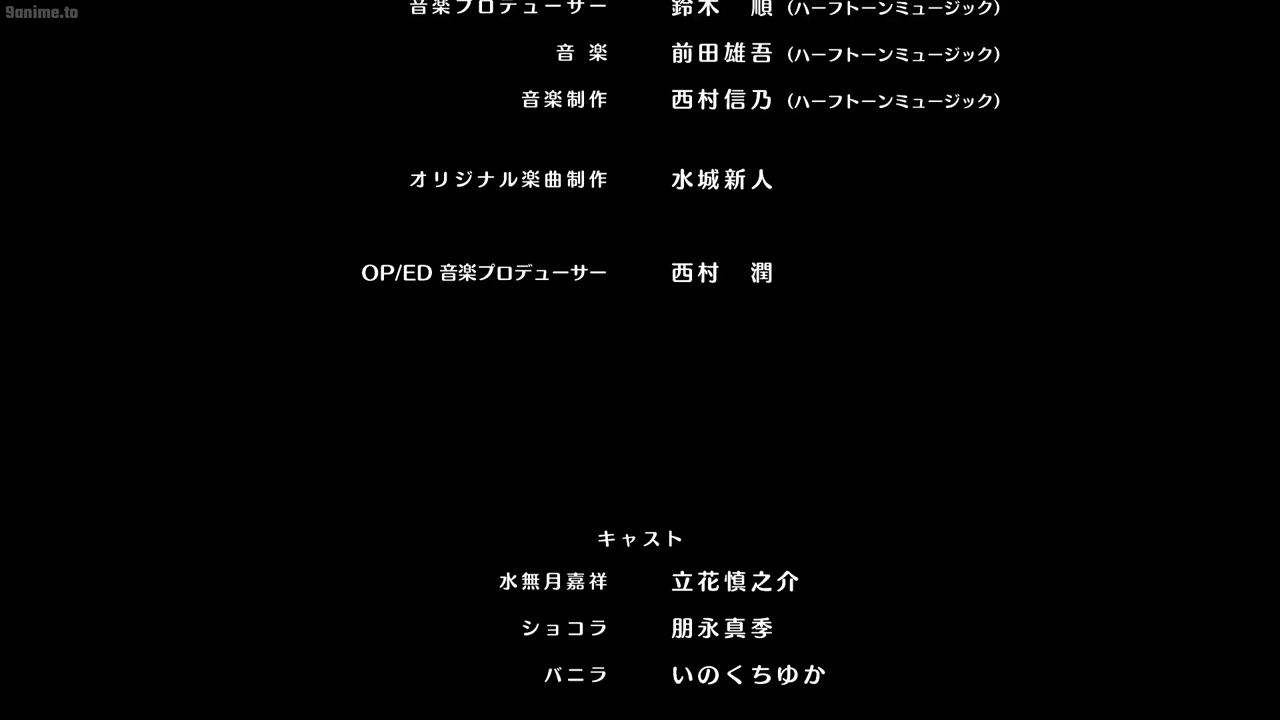 9anime.to
音楽プロデューサー 鈴木 順 (ハーフトーンミュージック)
音楽 前田雄吾 (ハーフトーンミュージック)
音楽制作 西村信乃 (ハーフトーンミュージック)
オリジナル楽曲制作 水城新人
OP/ED 音楽プロデューサー 西村 潤
キャスト
水無月嘉祥 立花慎之介
ショコラ 朋永真季
バニラ いのくちゆか